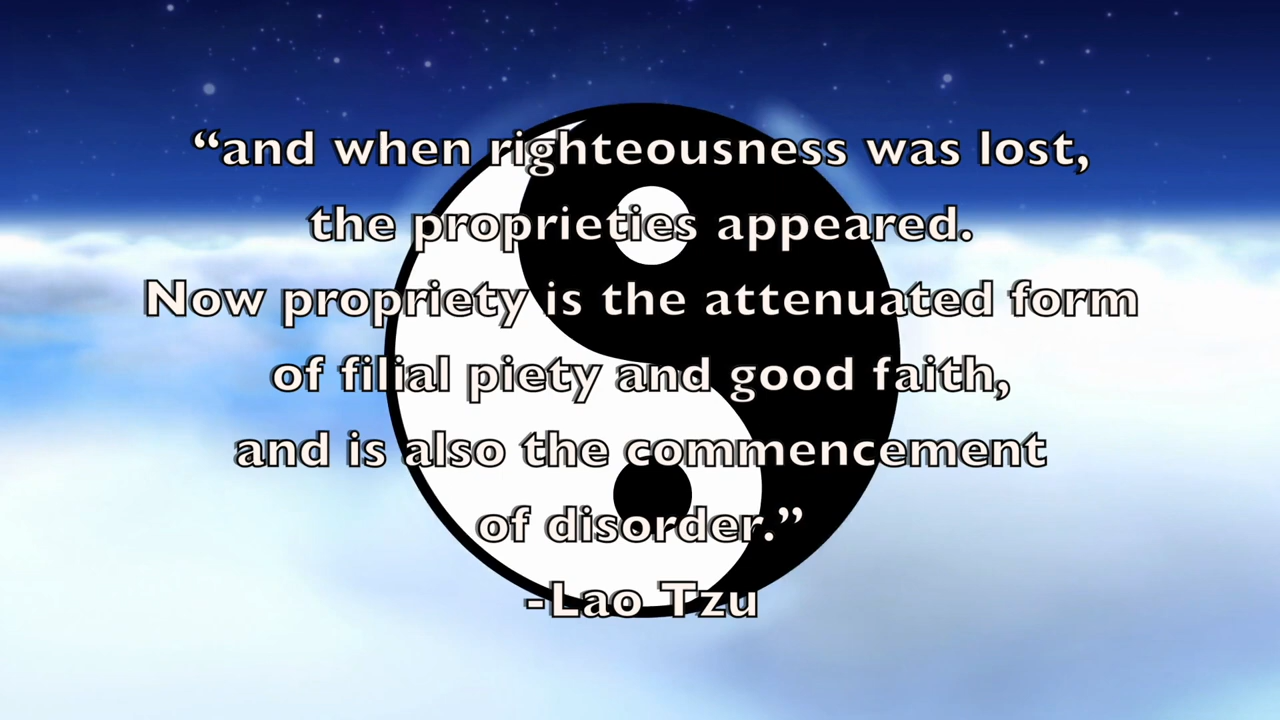 “and when righteousness was lost,
the proprieties appeared.
Now propriety is the attenuated form
of filial piety and good faith,
and is also the commencement
of disorder.”
-Lao Tzu